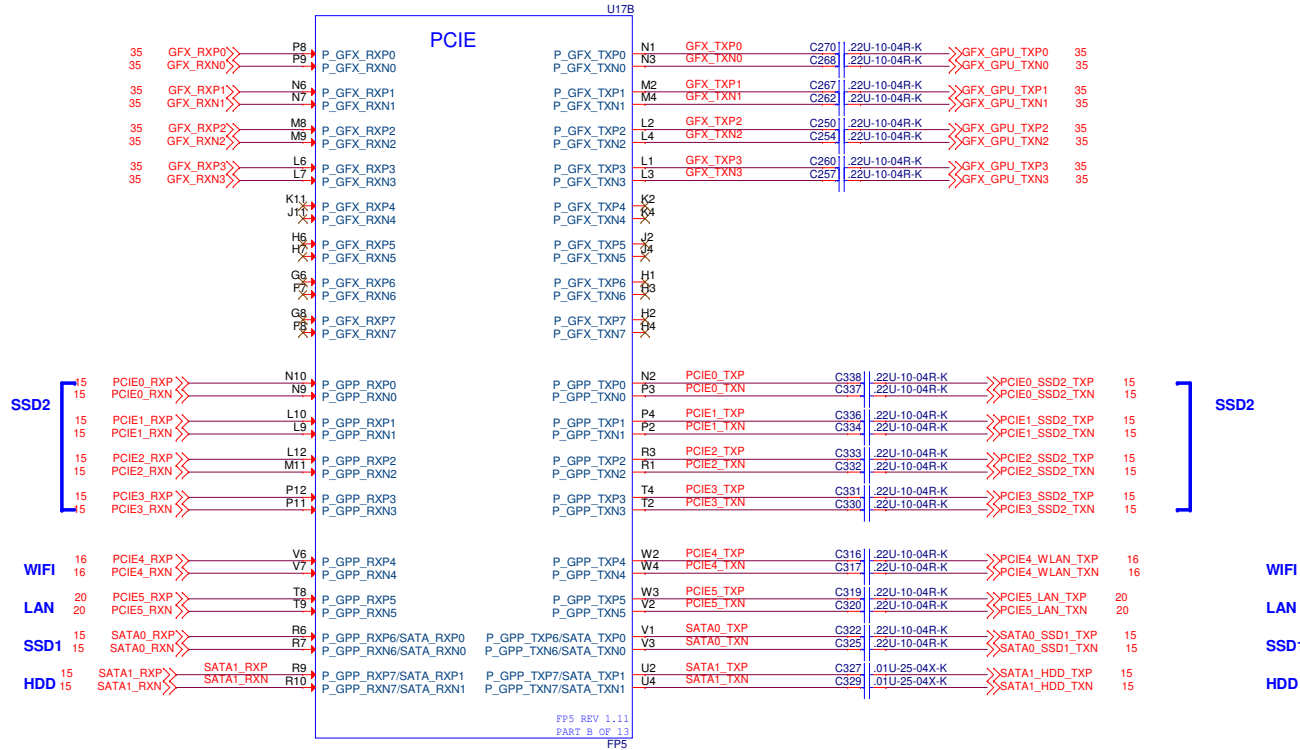 U17B
PCIE
35 GFX_RXP0 P8 P_GFX_RXP0 P_GFX_TXP0 N1 GFX_TXP0 C270 .22U-10-04R-K GFX_GPU_TXP0 35
35 GFX_RXN0 P9 P_GFX_RXN0 P_GFX_TXN0 N3 GFX_TXN0 C268 .22U-10-04R-K GFX_GPU_TXN0 35
35 GFX_RXP1 N6 P_GFX_RXP1 P_GFX_TXP1 M2 GFX_TXP1 C267 .22U-10-04R-K GFX_GPU_TXP1 35
35 GFX_RXN1 N7 P_GFX_RXN1 P_GFX_TXN1 M4 GFX_TXN1 C262 .22U-10-04R-K GFX_GPU_TXN1 35
35 GFX_RXP2 M8 P_GFX_RXP2 P_GFX_TXP2 L2 GFX_TXP2 C250 .22U-10-04R-K GFX_GPU_TXP2 35
35 GFX_RXN2 M9 P_GFX_RXN2 P_GFX_TXN2 L4 GFX_TXN2 C254 .22U-10-04R-K GFX_GPU_TXN2 35
35 GFX_RXP3 L6 P_GFX_RXP3 P_GFX_TXP3 L1 GFX_TXP3 C260 .22U-10-04R-K GFX_GPU_TXP3 35
35 GFX_RXN3 L7 P_GFX_RXN3 P_GFX_TXN3 L3 GFX_TXN3 C257 .22U-10-04R-K GFX_GPU_TXN3 35
K11 P_GFX_RXP4 P_GFX_TXP4 K2
J11 P_GFX_RXN4 P_GFX_TXN4 K4
H6 P_GFX_RXP5 P_GFX_TXP5 J2
H7 P_GFX_RXN5 P_GFX_TXN5 J4
G6 P_GFX_RXP6 P_GFX_TXP6 H1
F7 P_GFX_RXN6 P_GFX_TXN6 H3
G8 P_GFX_RXP7 P_GFX_TXP7 H2
F8 P_GFX_RXN7 P_GFX_TXN7 H4
15 PCIE0_RXP N10 P_GPP_RXP0 P_GPP_TXP0 N2 PCIE0_TXP C338 .22U-10-04R-K PCIE0_SSD2_TXP 15
15 PCIE0_RXN N9 P_GPP_RXN0 P_GPP_TXN0 P3 PCIE0_TXN C337 .22U-10-04R-K PCIE0_SSD2_TXN 15
SSD2 SSD2
15 PCIE1_RXP L10 P_GPP_RXP1 P_GPP_TXP1 P4 PCIE1_TXP C336 .22U-10-04R-K PCIE1_SSD2_TXP 15
15 PCIE1_RXN L9 P_GPP_RXN1 P_GPP_TXN1 P2 PCIE1_TXN C334 .22U-10-04R-K PCIE1_SSD2_TXN 15
15 PCIE2_RXP L12 P_GPP_RXP2 P_GPP_TXP2 R3 PCIE2_TXP C333 .22U-10-04R-K PCIE2_SSD2_TXP 15
15 PCIE2_RXN M11 P_GPP_RXN2 P_GPP_TXN2 R1 PCIE2_TXN C332 .22U-10-04R-K PCIE2_SSD2_TXN 15
15 PCIE3_RXP P12 P_GPP_RXP3 P_GPP_TXP3 T4 PCIE3_TXP C331 .22U-10-04R-K PCIE3_SSD2_TXP 15
15 PCIE3_RXN P11 P_GPP_RXN3 P_GPP_TXN3 T2 PCIE3_TXN C330 .22U-10-04R-K PCIE3_SSD2_TXN 15
16 PCIE4_RXP V6 P_GPP_RXP4 P_GPP_TXP4 W2 PCIE4_TXP C316 .22U-10-04R-K PCIE4_WLAN_TXP 16
WIFI 16 PCIE4_RXN V7 P_GPP_RXN4 P_GPP_TXN4 W4 PCIE4_TXN C317 .22U-10-04R-K PCIE4_WLAN_TXN 16 WIFI
20 PCIE5_RXP T8 P_GPP_RXP5 P_GPP_TXP5 W3 PCIE5_TXP C319 .22U-10-04R-K PCIE5_LAN_TXP 20
LAN 20 PCIE5_RXN T9 P_GPP_RXN5 P_GPP_TXN5 V2 PCIE5_TXN C320 .22U-10-04R-K PCIE5_LAN_TXN 20 LAN
15 SATA0_RXP R6 P_GPP_RXP6/SATA_RXP0 P_GPP_TXP6/SATA_TXP0 V1 SATA0_TXP C322 .22U-10-04R-K SATA0_SSD1_TXP 15
SSD1 15 SATA0_RXN R7 P_GPP_RXN6/SATA_RXN0 P_GPP_TXN6/SATA_TXN0 V3 SATA0_TXN C325 .22U-10-04R-K SATA0_SSD1_TXN 15 SSD1
15 SATA1_RXP SATA1_RXP R9 P_GPP_RXP7/SATA_RXP1 P_GPP_TXP7/SATA_TXP1 U2 SATA1_TXP C327 .01U-25-04X-K SATA1_HDD_TXP 15
HDD 15 SATA1_RXN SATA1_RXN R10 P_GPP_RXN7/SATA_RXN1 P_GPP_TXN7/SATA_TXN1 U4 SATA1_TXN C329 .01U-25-04X-K SATA1_HDD_TXN 15 HDD
FP5 REV 1.11
PART B OF 13
FP5